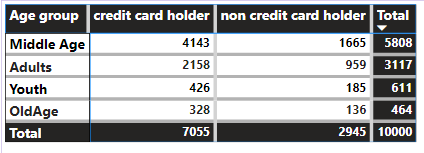 Age group credit card holder non credit card holder Total
Middle Age 4143 1665 5808
Adults 2158 959 3117
Youth 426 185 611
OldAge 328 136 464
Total 7055 2945 10000